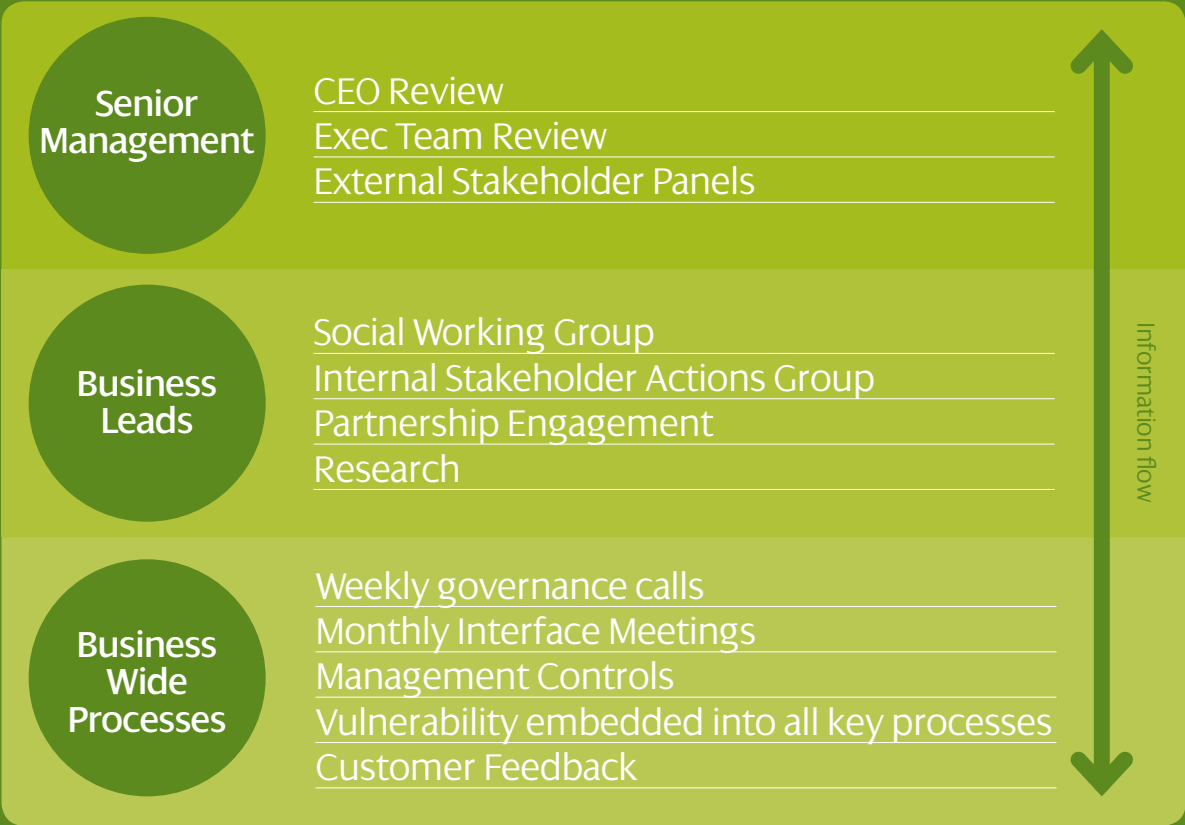 Senior
Management
CEO Review
Exec Team Review
External Stakeholder Panels
Business
Leads
Social Working Group
Internal Stakeholder Actions Group
Partnership Engagement
Research
Information flow
Business
Wide
Processes
Weekly governance calls
Monthly Interface Meetings
Management Controls
Vulnerability embedded into all key processes
Customer Feedback